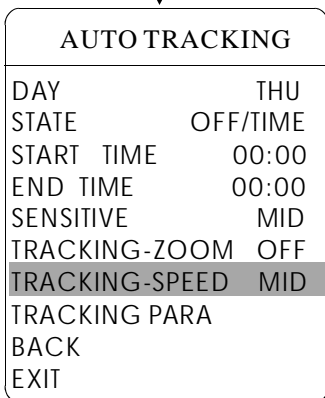 AUTO TRACKING
DAY THU
STATE OFF/TIME
START TIME 00:00
END TIME 00:00
SENSITIVE MID
TRACKING-ZOOM OFF
TRACKING-SPEED MID
TRACKING PARA
BACK
EXIT